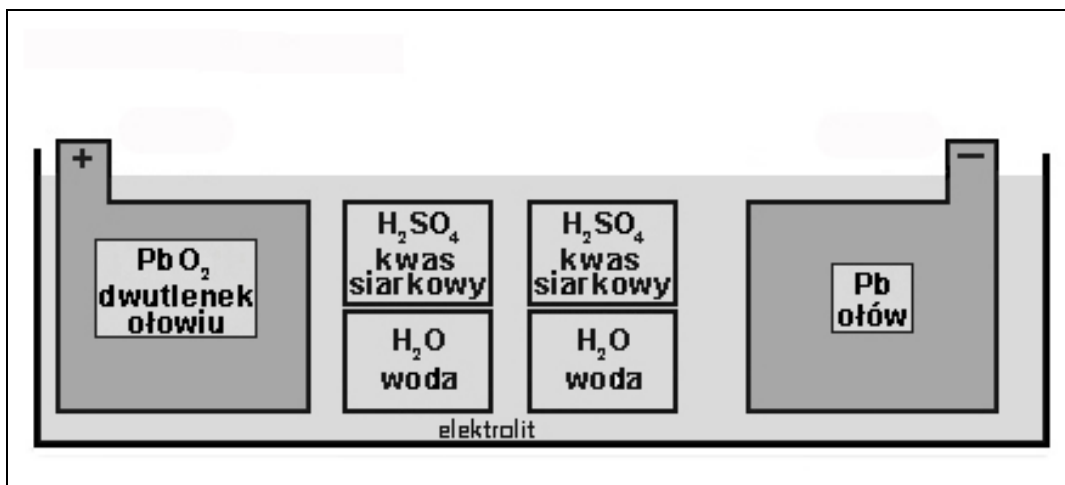 +
—
PbO₂
dwutlenek
ołowiu
H₂SO₄
kwas
siarkowy
H₂O
woda
H₂SO₄
kwas
siarkowy
H₂O
woda
Pb
ołów
elektrolit